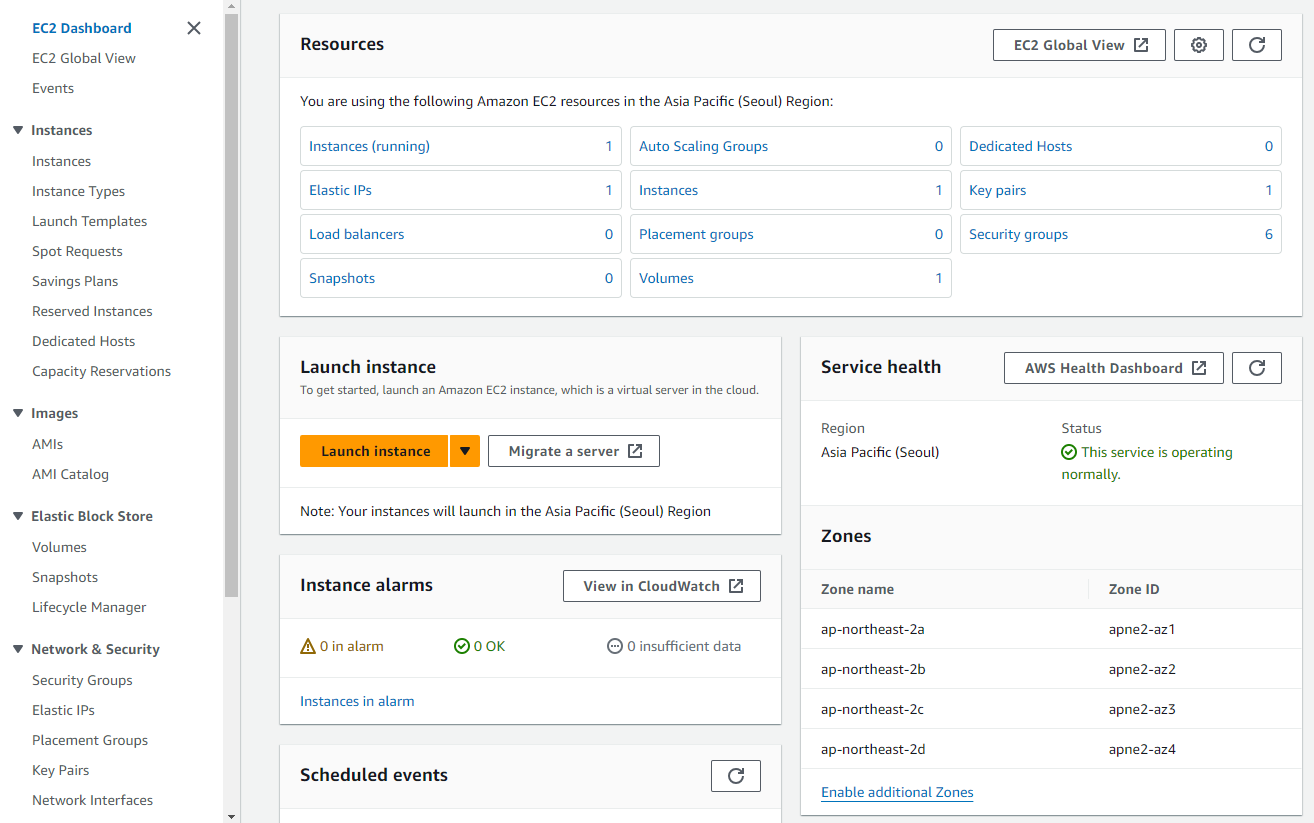 EC2 Dashboard
EC2 Global View
Events
Instances
Instances
Instance Types
Launch Templates
Spot Requests
Savings Plans
Reserved Instances
Dedicated Hosts
Capacity Reservations
Images
AMIs
AMI Catalog
Elastic Block Store
Volumes
Snapshots
Lifecycle Manager
Network & Security
Security Groups
Elastic IPs
Placement Groups
Key Pairs
Network Interfaces
Resources
EC2 Global View
You are using the following Amazon EC2 resources in the Asia Pacific (Seoul) Region:
Instances (running) 1
Auto Scaling Groups 0
Dedicated Hosts 0
Elastic IPs 1
Instances 1
Key pairs 1
Load balancers 0
Placement groups 0
Security groups 6
Snapshots 0
Volumes 1
Launch instance
To get started, launch an Amazon EC2 instance, which is a virtual server in the cloud.
Launch instance
Migrate a server
Note: Your instances will launch in the Asia Pacific (Seoul) Region
Instance alarms
View in CloudWatch
0 in alarm
0 OK
0 insufficient data
Instances in alarm
Scheduled events
Service health
AWS Health Dashboard
Region
Asia Pacific (Seoul)
Status
This service is operating
normally.
Zones
Zone name Zone ID
ap-northeast-2a apne2-az1
ap-northeast-2b apne2-az2
ap-northeast-2c apne2-az3
ap-northeast-2d apne2-az4
Enable additional Zones